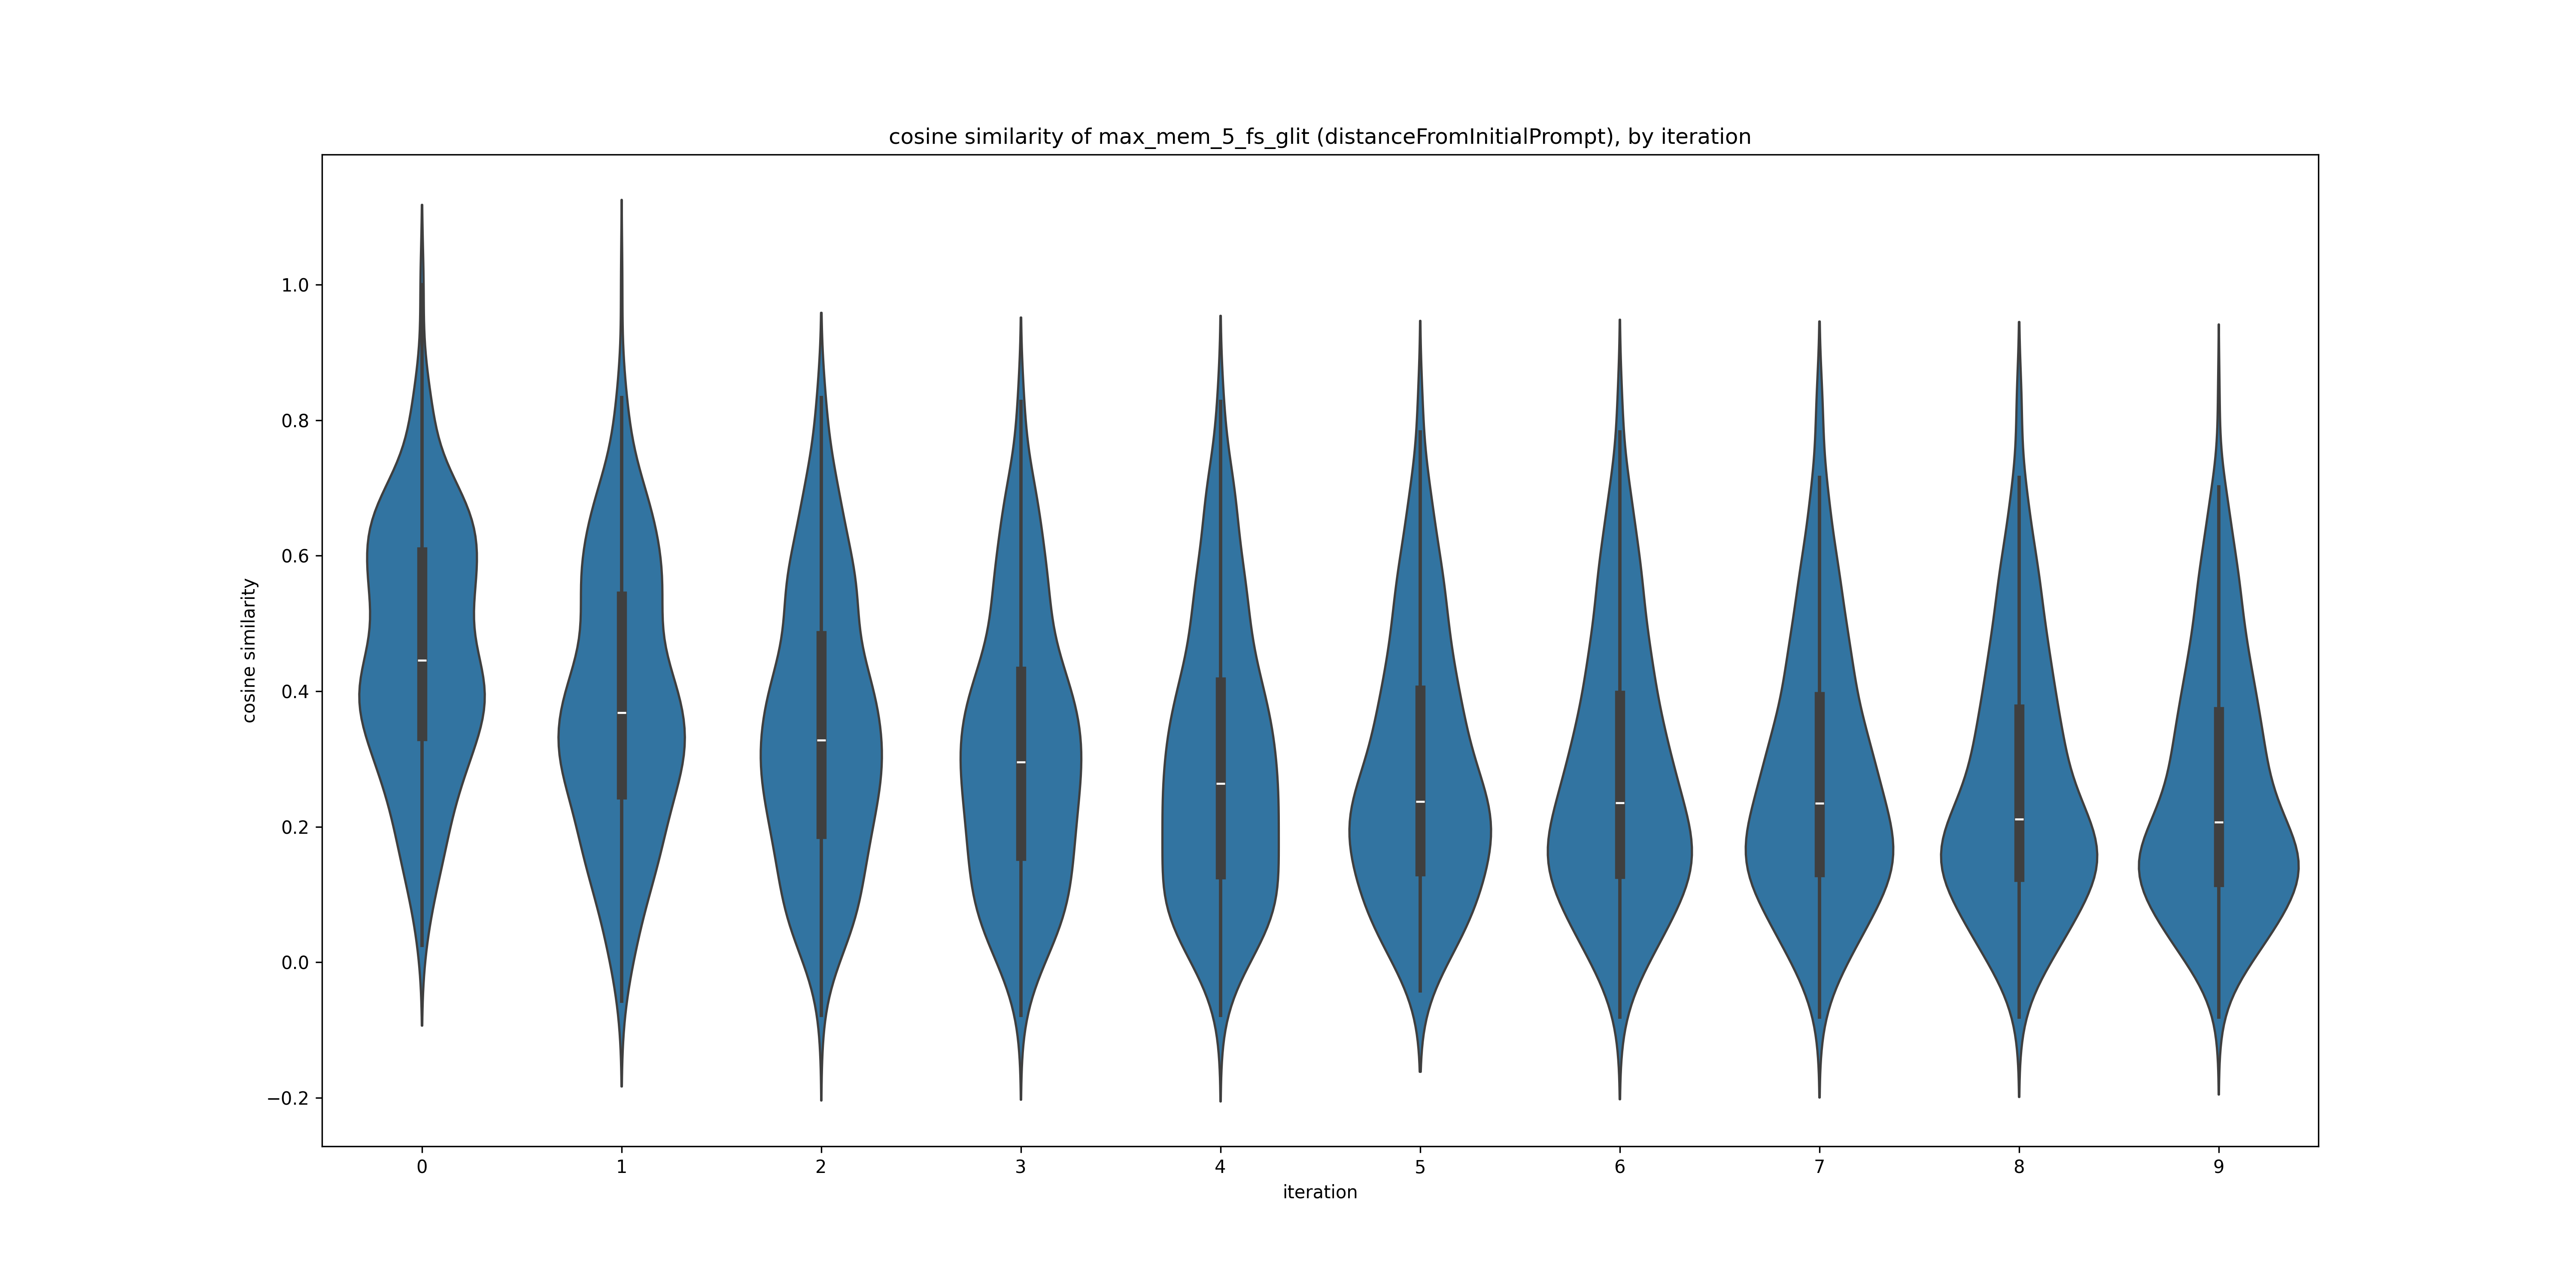 cosine similarity of max_mem_5_fs_glit (distanceFromInitialPrompt), by iteration
cosine similarity
1.0
0.8
0.6
0.4
0.2
0.0
−0.2
0 1 2 3 4 5 6 7 8 9
iteration